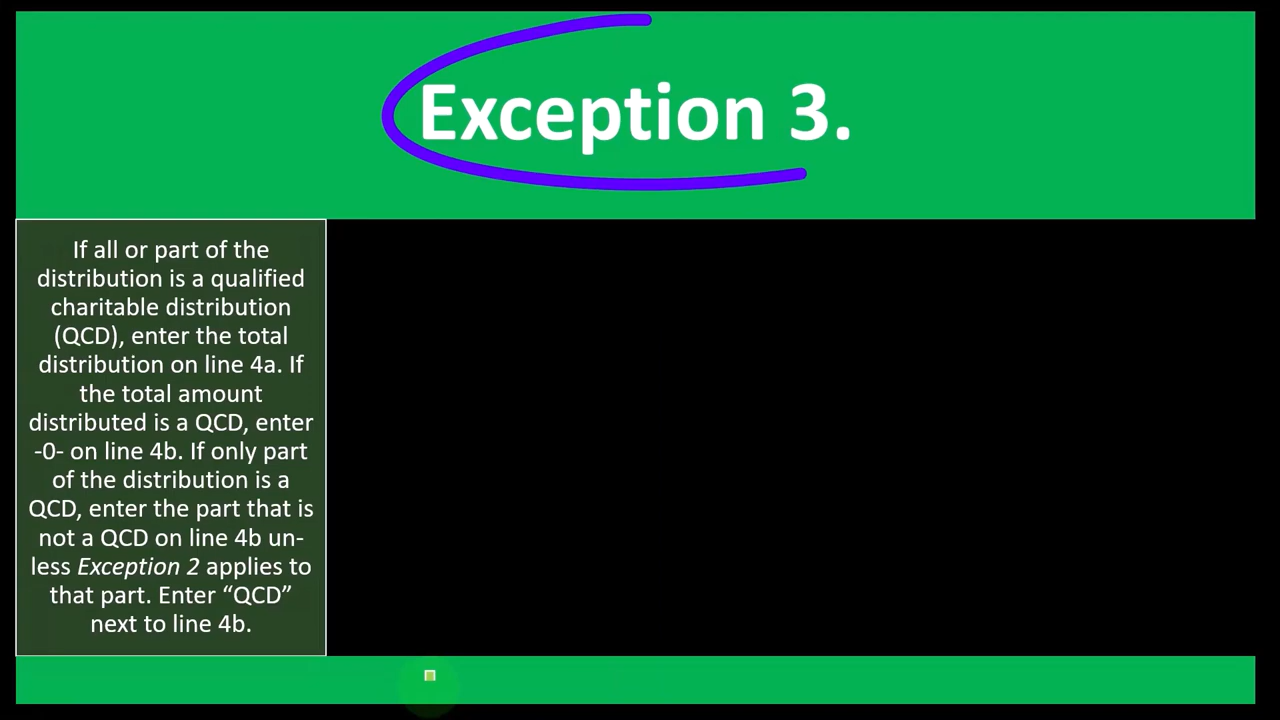 Exception 3.
If all or part of the
distribution is a qualified
charitable distribution
(QCD), enter the total
distribution on line 4a. If
the total amount
distributed is a QCD, enter
-0- on line 4b. If only part
of the distribution is a
QCD, enter the part that is
not a QCD on line 4b un-
less Exception 2 applies to
that part. Enter “QCD”
next to line 4b.